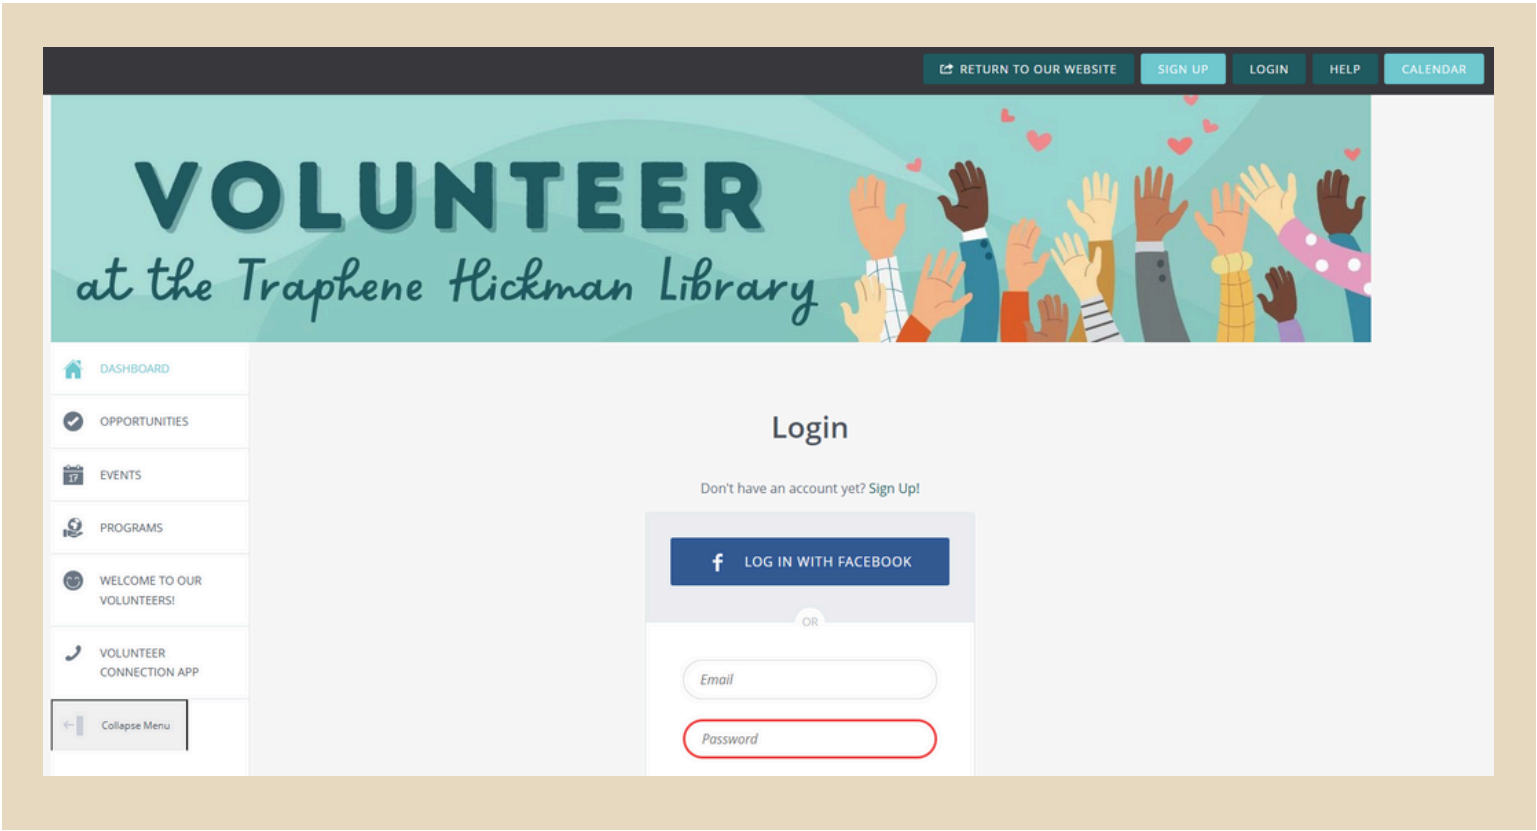 RETURN TO OUR WEBSITE SIGN UP LOGIN HELP CALENDAR
VOLUNTEER
at the Traphene Hickman Library
DASHBOARD
OPPORTUNITIES
17 EVENTS
PROGRAMS
WELCOME TO OUR
VOLUNTEERS!
VOLUNTEER
CONNECTION APP
Collapse Menu
Login
Don't have an account yet? Sign Up!
f LOG IN WITH FACEBOOK
OR
Email
Password